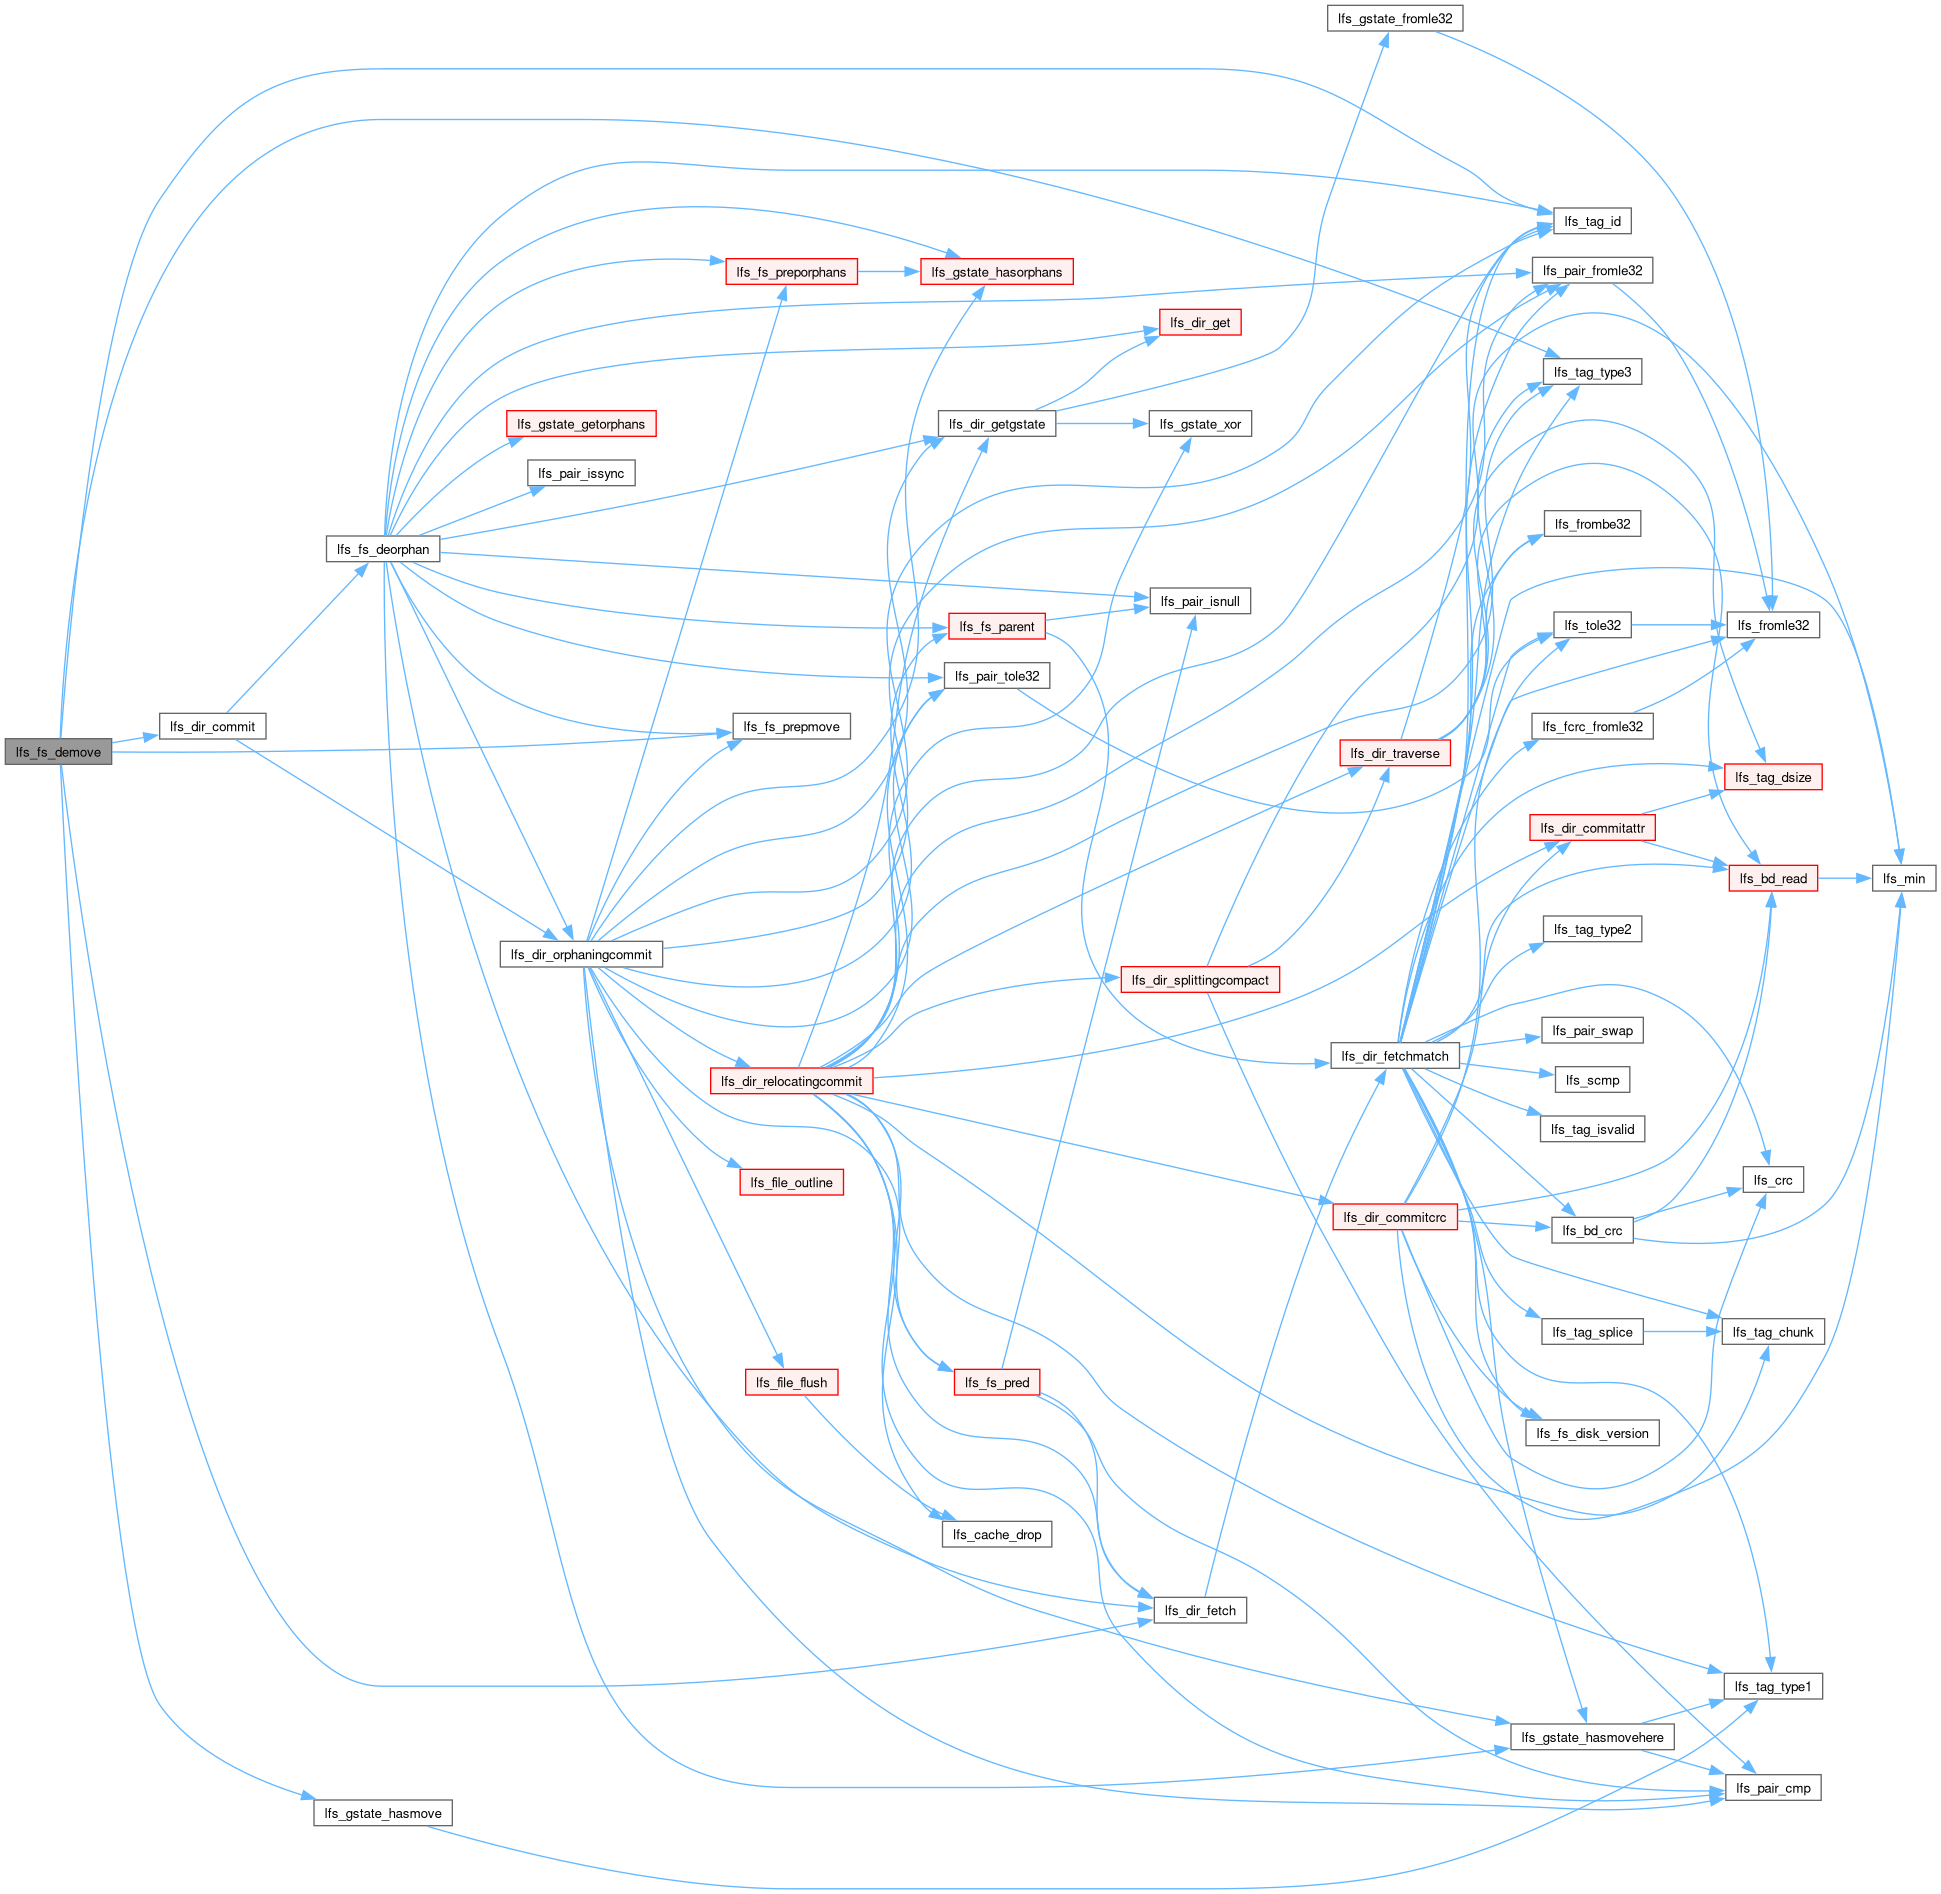 lfs_gstate_fromle32
lfs_tag_id
lfs_fs_preporphans
lfs_gstate_hasorphans
lfs_pair_fromle32
lfs_dir_get
lfs_tag_type3
lfs_gstate_getorphans
lfs_dir_getgstate
lfs_gstate_xor
lfs_pair_issync
lfs_frombe32
lfs_fs_deorphan
lfs_pair_isnull
lfs_fs_parent
lfs_tole32
lfs_fromle32
lfs_pair_tole32
lfs_dir_commit
lfs_fs_prepmove
lfs_fcrc_fromle32
lfs_fs_demove
lfs_dir_traverse
lfs_tag_dsize
lfs_dir_commitattr
lfs_bd_read
lfs_min
lfs_tag_type2
lfs_dir_orphaningcommit
lfs_dir_splittingcompact
lfs_pair_swap
lfs_dir_fetchmatch
lfs_dir_relocatingcommit
lfs_scmp
lfs_tag_isvalid
lfs_file_outline
lfs_crc
lfs_dir_commitcrc
lfs_bd_crc
lfs_tag_splice
lfs_tag_chunk
lfs_file_flush
lfs_fs_pred
lfs_fs_disk_version
lfs_cache_drop
lfs_dir_fetch
lfs_tag_type1
lfs_gstate_hasmovehere
lfs_pair_cmp
lfs_gstate_hasmove